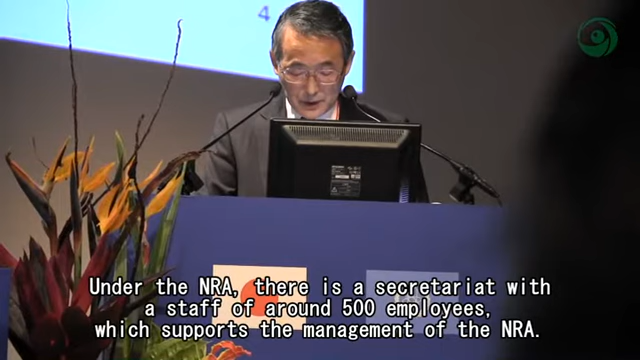 4
Under the NRA, there is a secretariat with
a staff of around 500 employees,
which supports the management of the NRA.